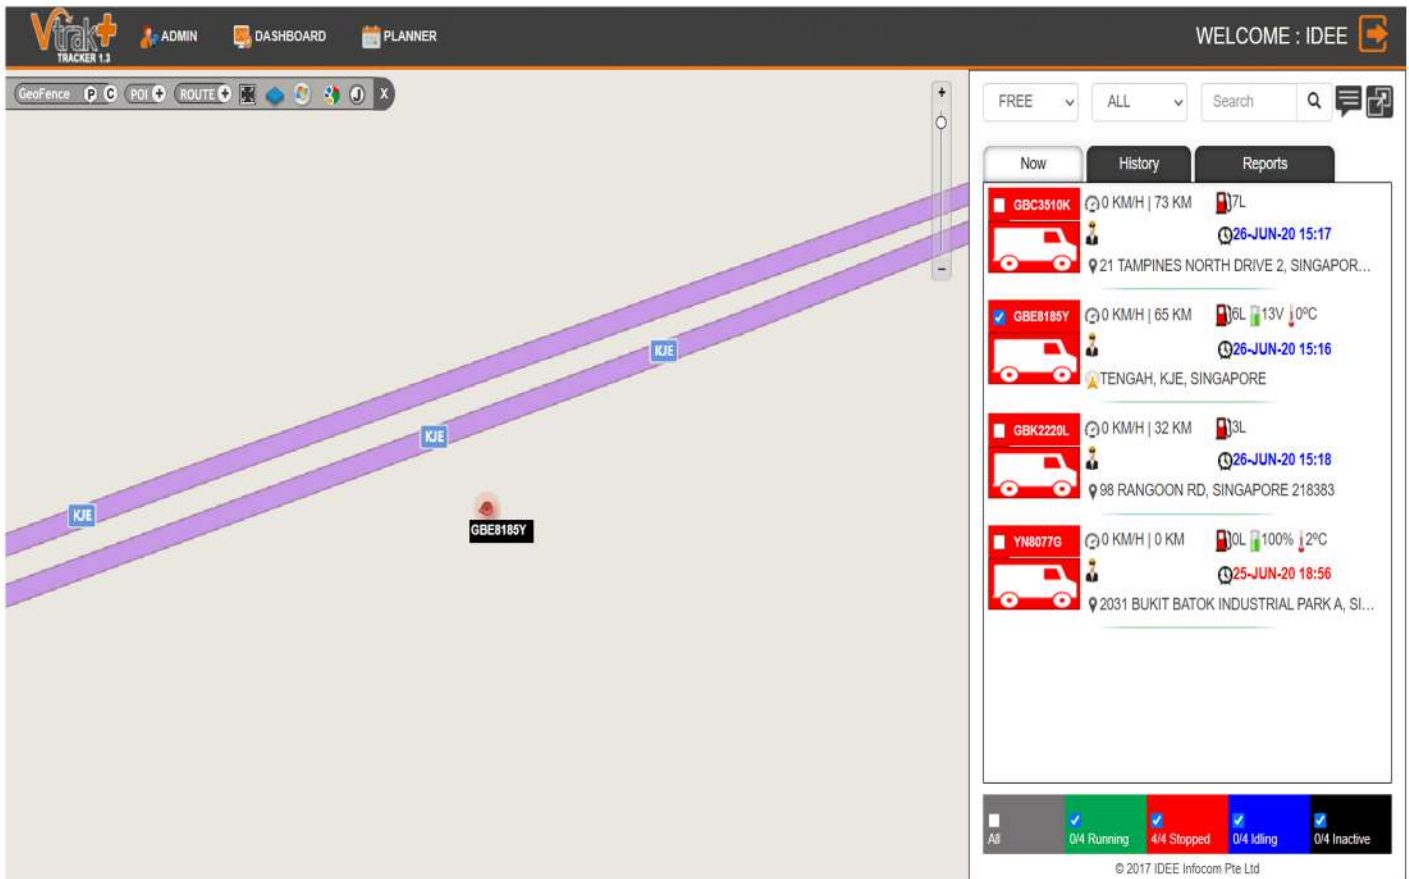 Vtrak+
TRACKER 1.3
ADMIN
DASHBOARD
PLANNER
WELCOME : IDEE
GeoFence P C POI + ROUTE + J X
+
−
KJE
KJE
KJE
GBE8185Y
FREE
ALL
Search
Now
History
Reports
GBC3510K
0 KM/H | 73 KM
7L
26-JUN-20 15:17
21 TAMPINES NORTH DRIVE 2, SINGAPOR...
GBE8185Y
0 KM/H | 65 KM
6L 13V 0ºC
26-JUN-20 15:16
TENGAH, KJE, SINGAPORE
GBK2220L
0 KM/H | 32 KM
3L
26-JUN-20 15:18
98 RANGOON RD, SINGAPORE 218383
YN8077G
0 KM/H | 0 KM
0L 100% 2ºC
25-JUN-20 18:56
2031 BUKIT BATOK INDUSTRIAL PARK A, SI...
All
0/4 Running
4/4 Stopped
0/4 Idling
0/4 Inactive
© 2017 IDEE Infocom Pte Ltd